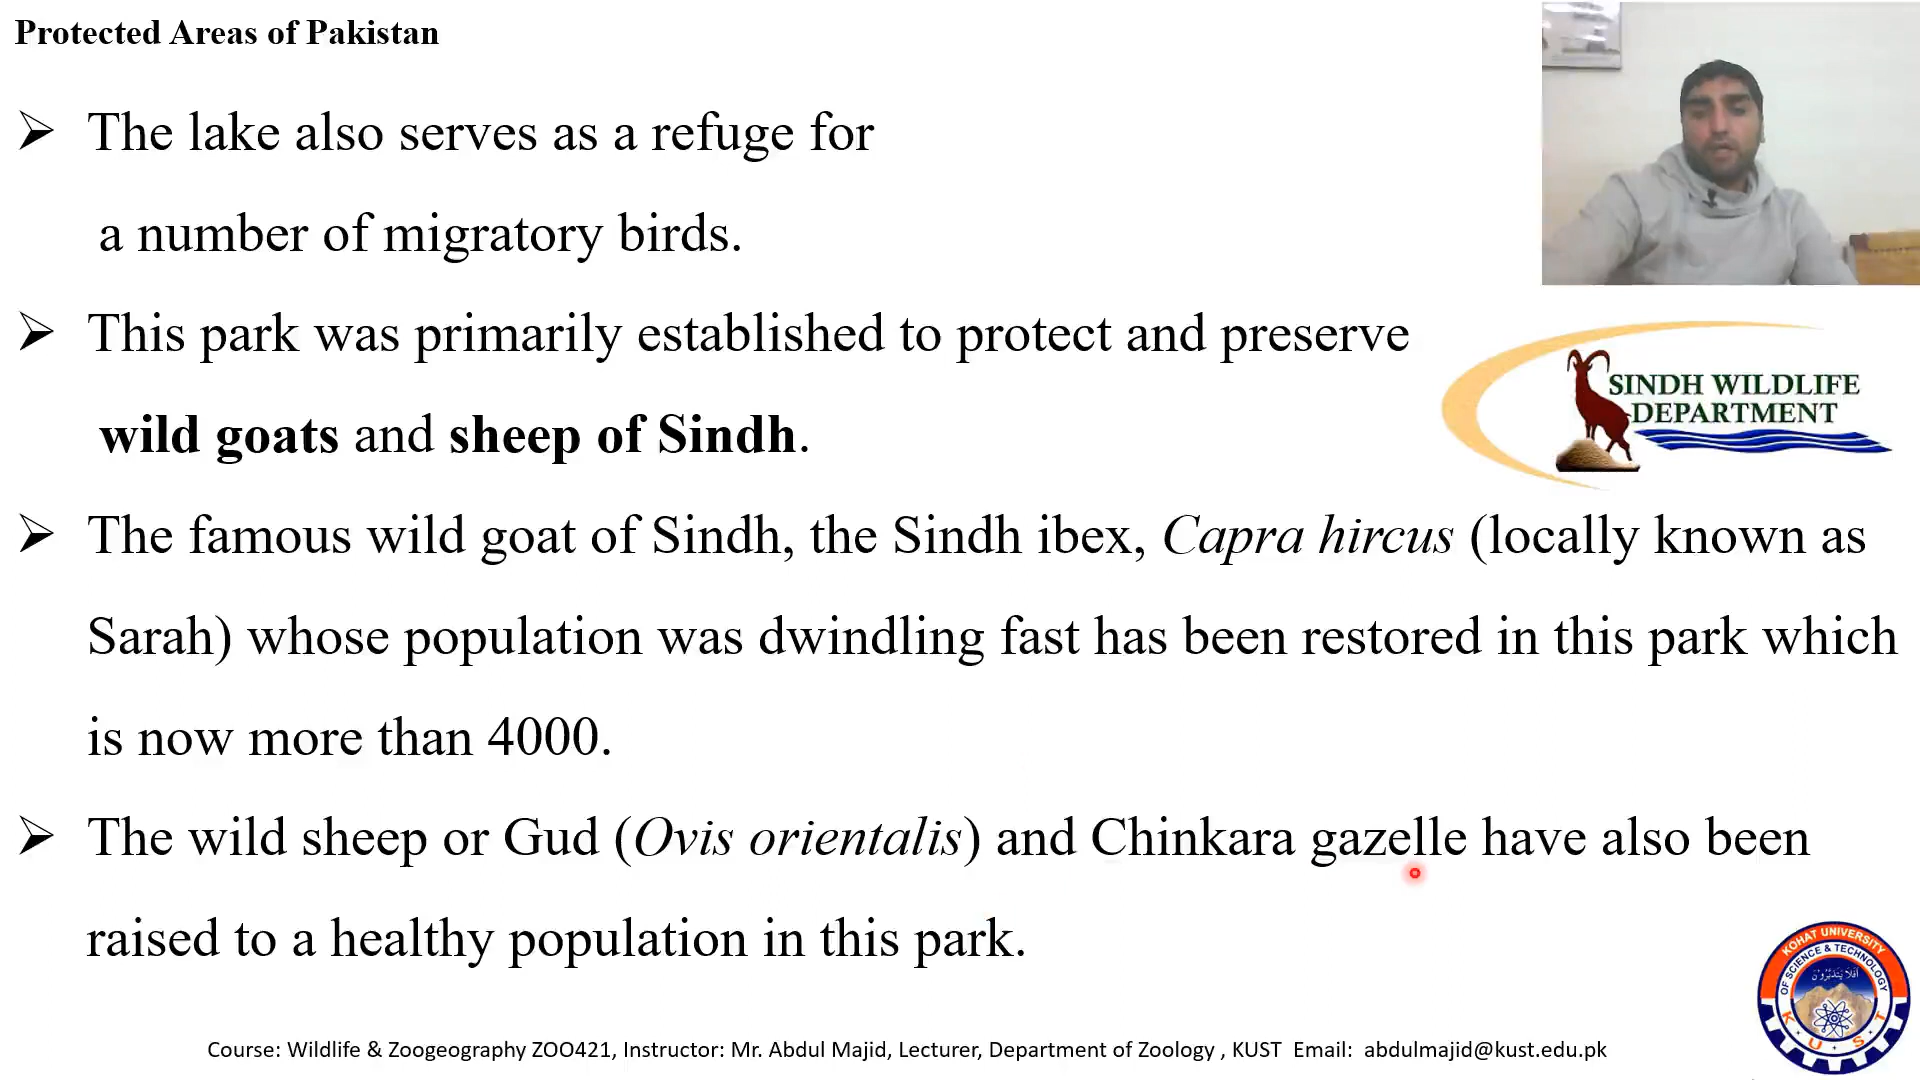 Protected Areas of Pakistan
➢ The lake also serves as a refuge for
a number of migratory birds.
➢ This park was primarily established to protect and preserve
wild goats and sheep of Sindh.
SINDH WILDLIFE
DEPARTMENT
➢ The famous wild goat of Sindh, the Sindh ibex, Capra hircus (locally known as
Sarah) whose population was dwindling fast has been restored in this park which
is now more than 4000.
➢ The wild sheep or Gud (Ovis orientalis) and Chinkara gazelle have also been
raised to a healthy population in this park.
KOHAT UNIVERSITY
OF SCIENCE & TECHNOLOGY
K U S T
Course: Wildlife & Zoogeography ZOO421, Instructor: Mr. Abdul Majid, Lecturer, Department of Zoology , KUST Email: abdulmajid@kust.edu.pk